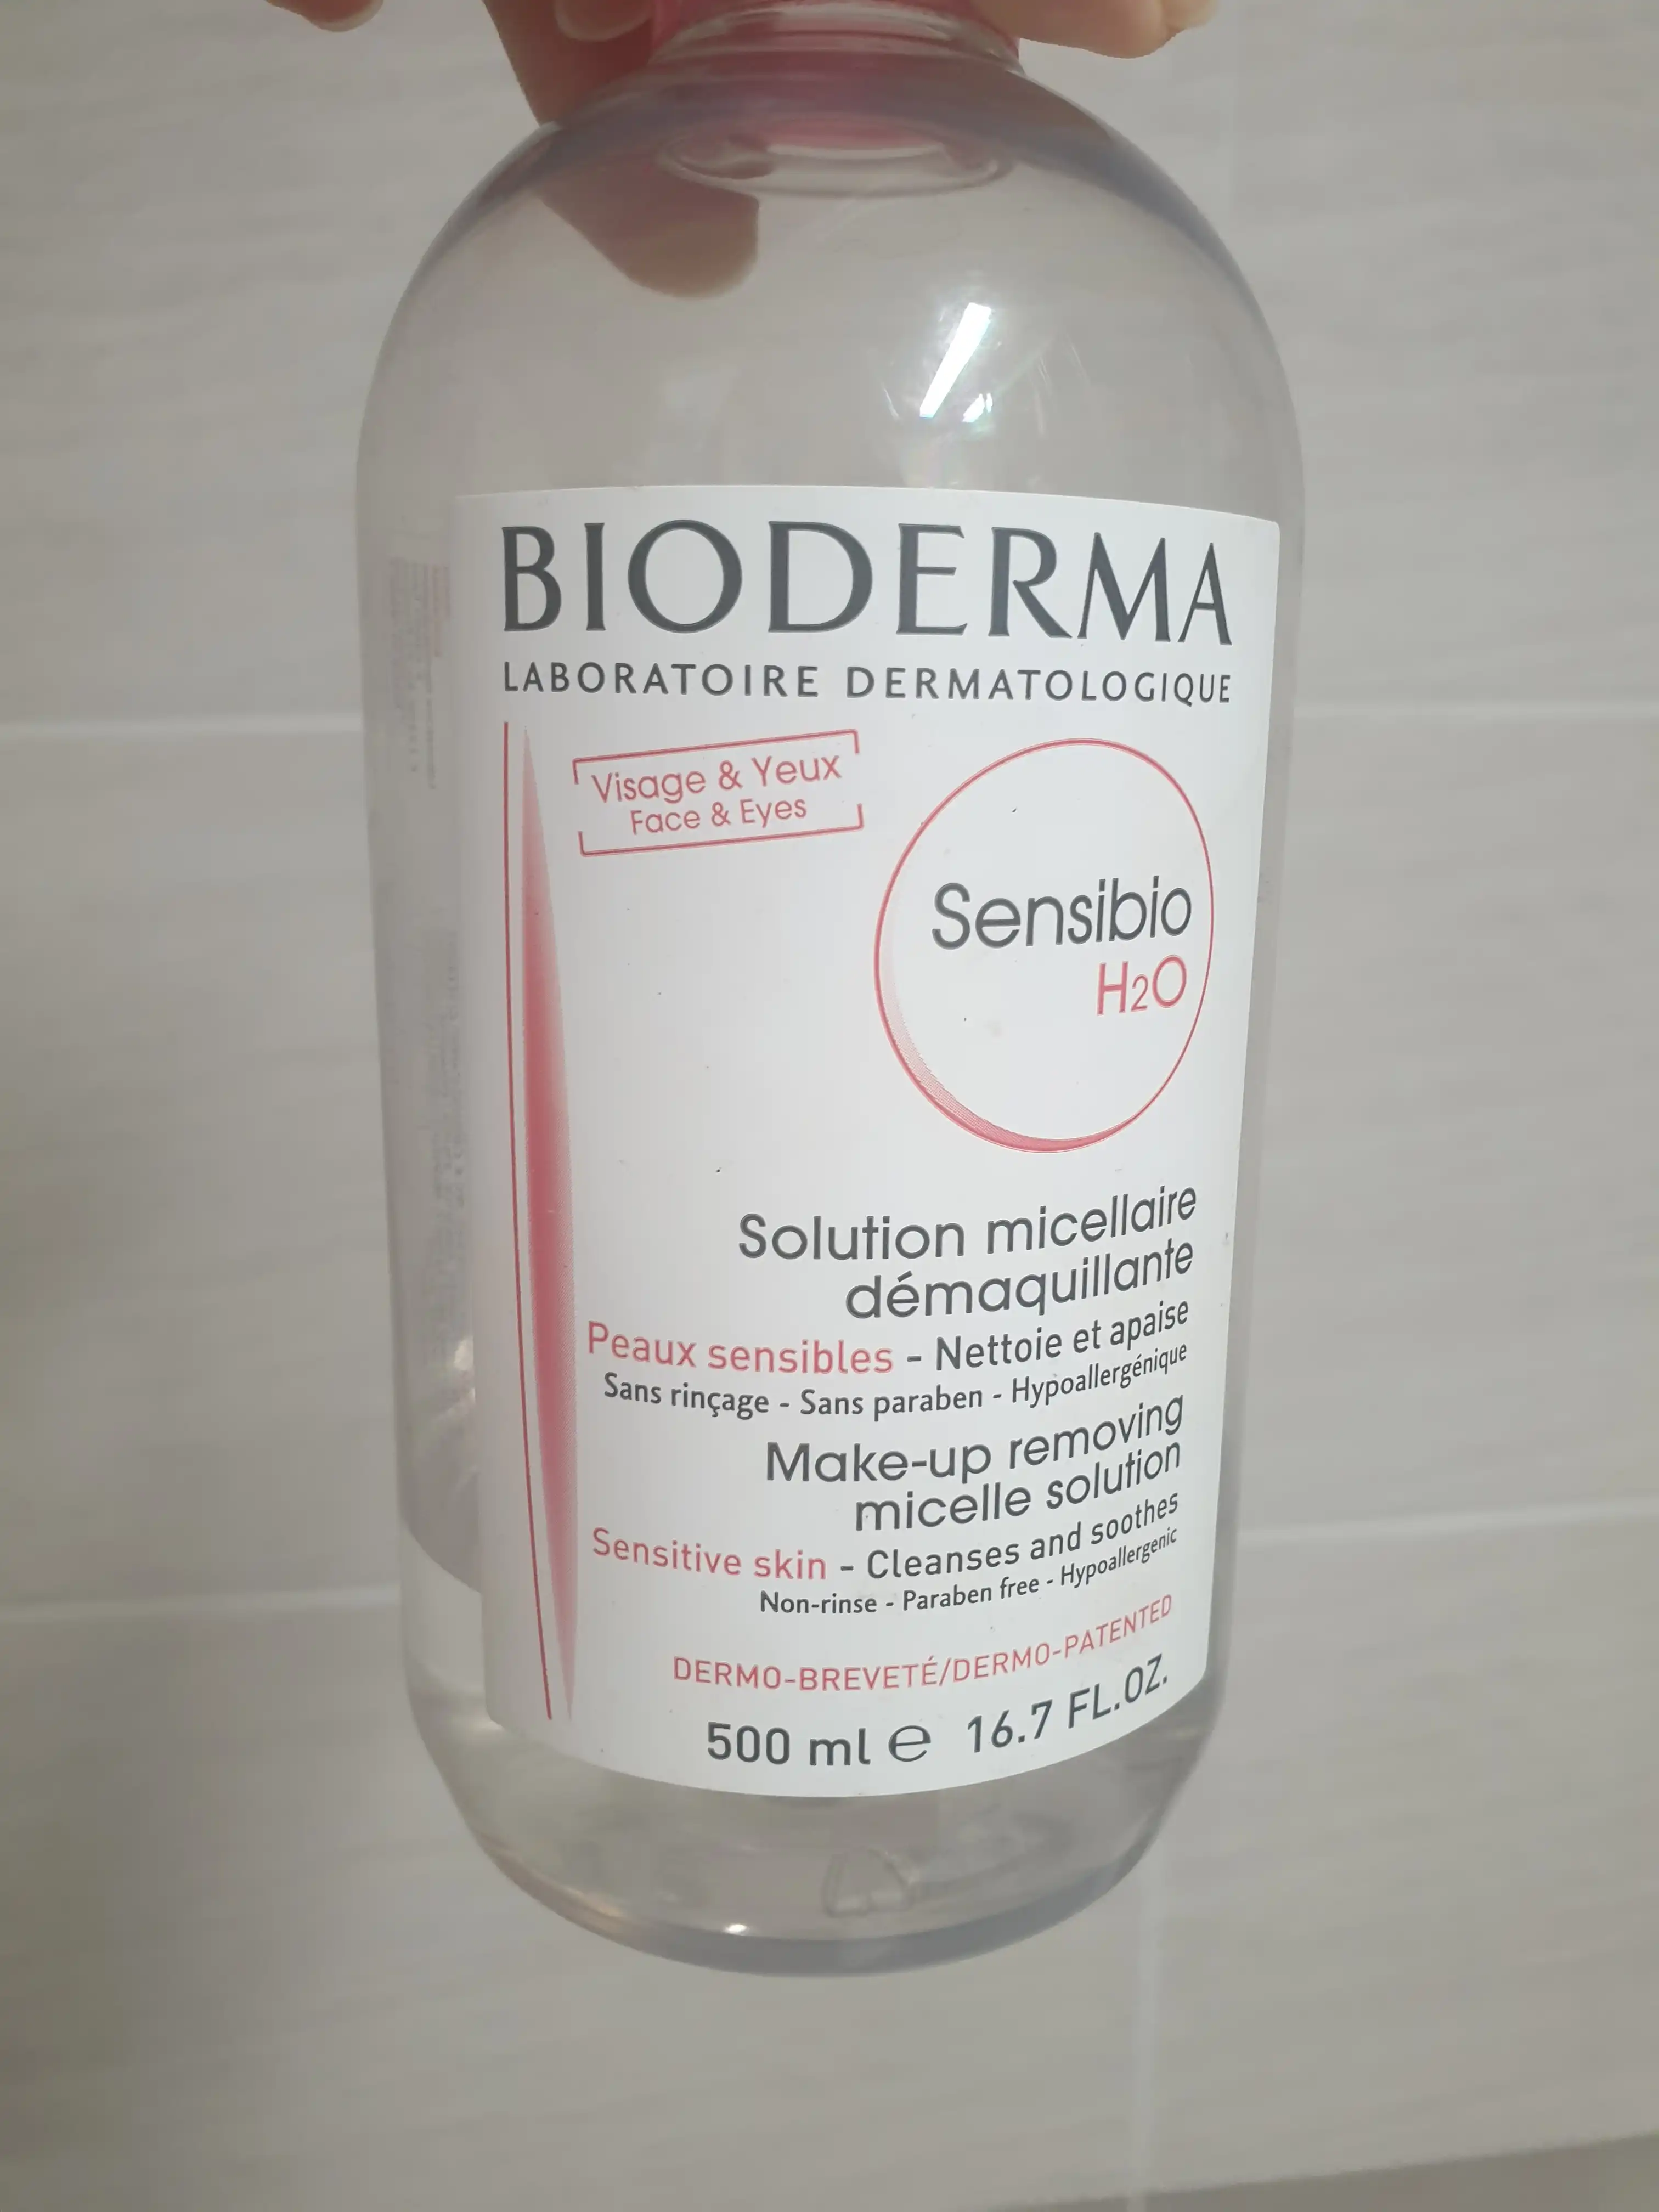 BIODERMA
LABORATOIRE DERMATOLOGIQUE
Visage & Yeux
Face & Eyes
Sensibio
H2O
Solution micellaire
démaquillante
Peaux sensibles - Nettoie et apaise
Sans rinçage - Sans paraben - Hypoallergénique
Make-up removing
micelle solution
Sensitive skin - Cleanses and soothes
Non-rinse - Paraben free - Hypoallergenic
DERMO-BREVETÉ/DERMO-PATENTED
500 ml e 16.7 FL.OZ.